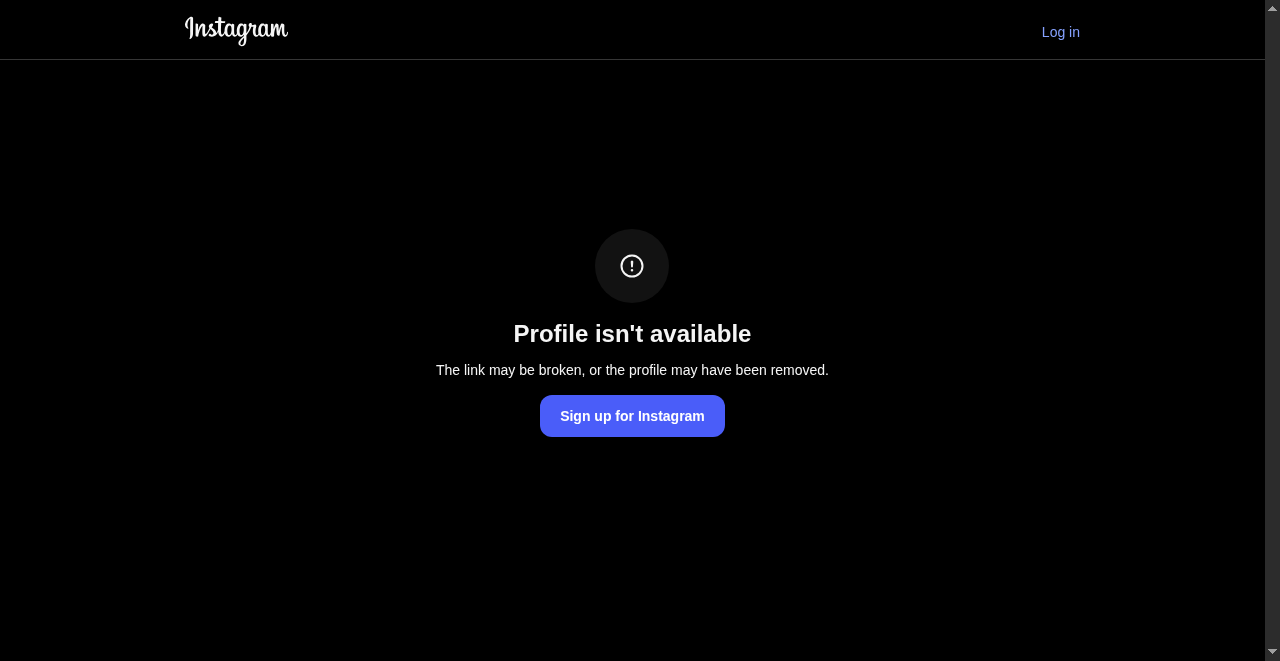 Instagram
Log in
Profile isn't available
The link may be broken, or the profile may have been removed.
Sign up for Instagram